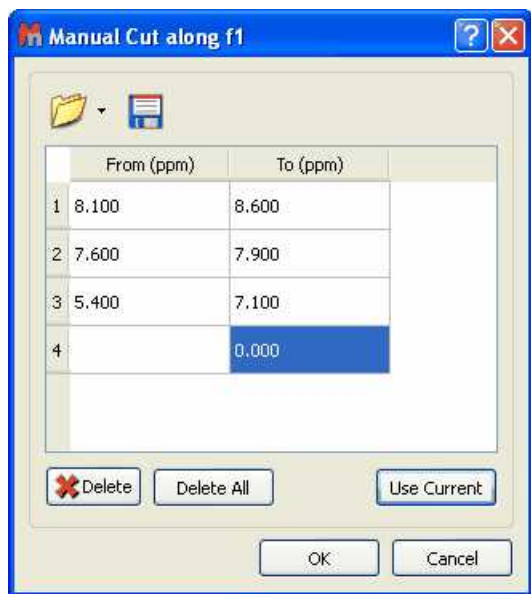 Manual Cut along f1
From (ppm) To (ppm)
1 8.100 8.600
2 7.600 7.900
3 5.400 7.100
4 0.000
Delete Delete All Use Current
OK Cancel